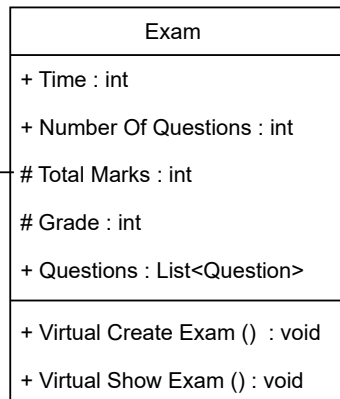 Exam
+ Time : int
+ Number Of Questions : int
# Total Marks : int
# Grade : int
+ Questions : List<Question>
+ Virtual Create Exam () : void
+ Virtual Show Exam () : void